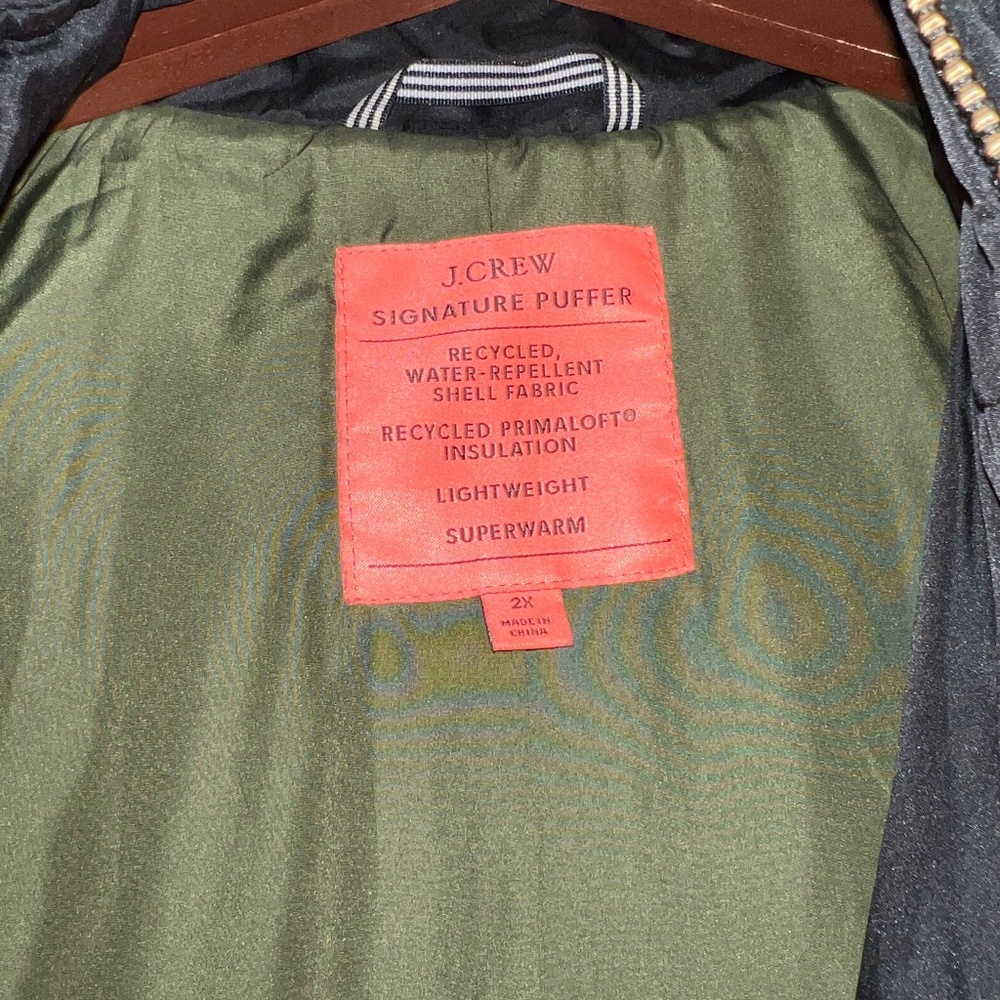 J.CREW
SIGNATURE PUFFER
RECYCLED,
WATER-REPELLENT
SHELL FABRIC
RECYCLED PRIMALOFT®
INSULATION
LIGHTWEIGHT
SUPERWARM
2X
MADE IN
CHINA